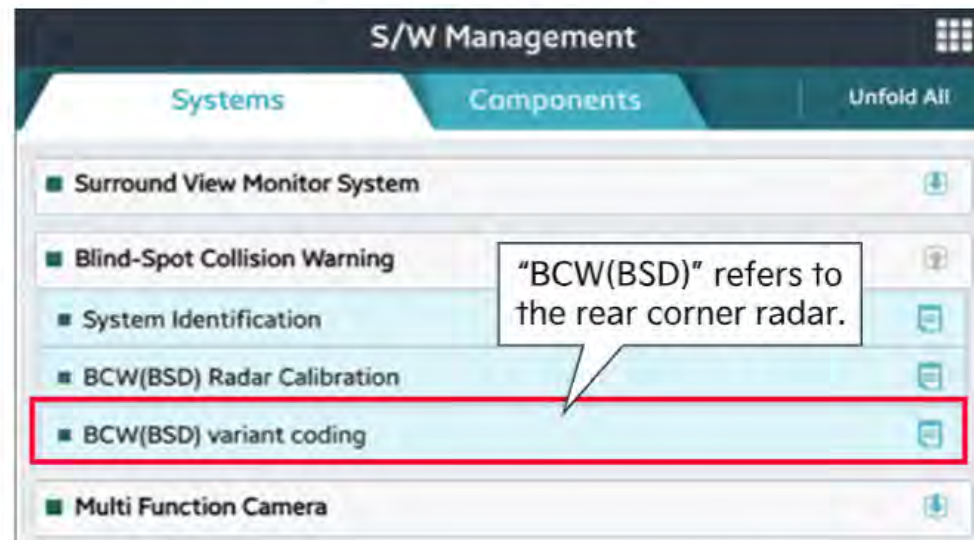 S/W Management
Systems
Components
Unfold All
Surround View Monitor System
Blind-Spot Collision Warning
"BCW(BSD)" refers to
the rear corner radar.
System Identification
BCW(BSD) Radar Calibration
BCW(BSD) variant coding
Multi Function Camera